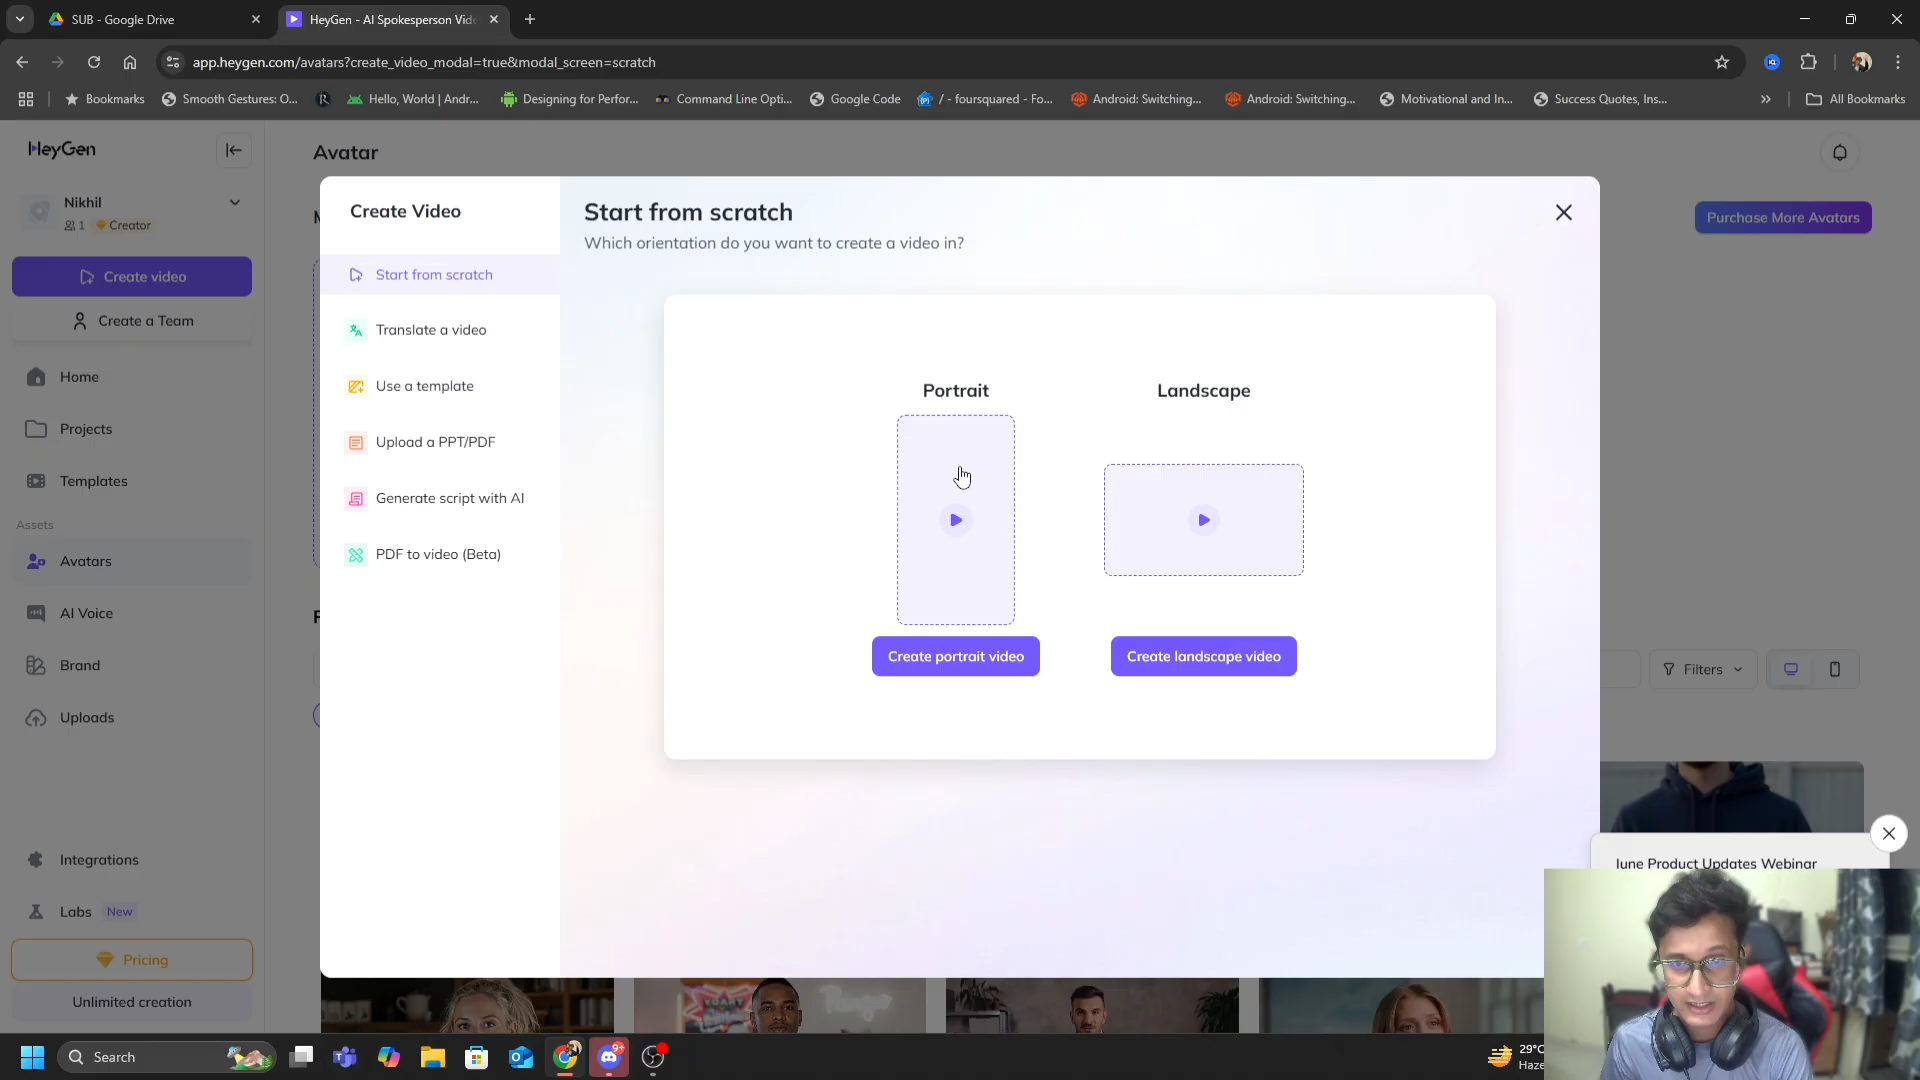 SUB - Google Drive
HeyGen - AI Spokesperson Vid
app.heygen.com/avatars?create_video_modal=true&modal_screen=scratch
Bookmarks
Smooth Gestures: O...
Hello, World | Andr...
Designing for Perfor...
Command Line Opti...
Google Code
/ - foursquared - Fo...
Android: Switching...
Android: Switching...
Motivational and In...
Success Quotes, Ins...
All Bookmarks
HeyGen
Avatar
Nikhil
1
Creator
Purchase More Avatars
Create video
Create a Team
Home
Projects
Templates
Assets
Avatars
AI Voice
Brand
Uploads
Integrations
Labs New
Pricing
Unlimited creation
Create Video
Start from scratch
Translate a video
Use a template
Upload a PPT/PDF
Generate script with AI
PDF to video (Beta)
Start from scratch
Which orientation do you want to create a video in?
Portrait
Landscape
Create portrait video
Create landscape video
Filters
June Product Updates Webinar
Search
9+
29°C
Haze